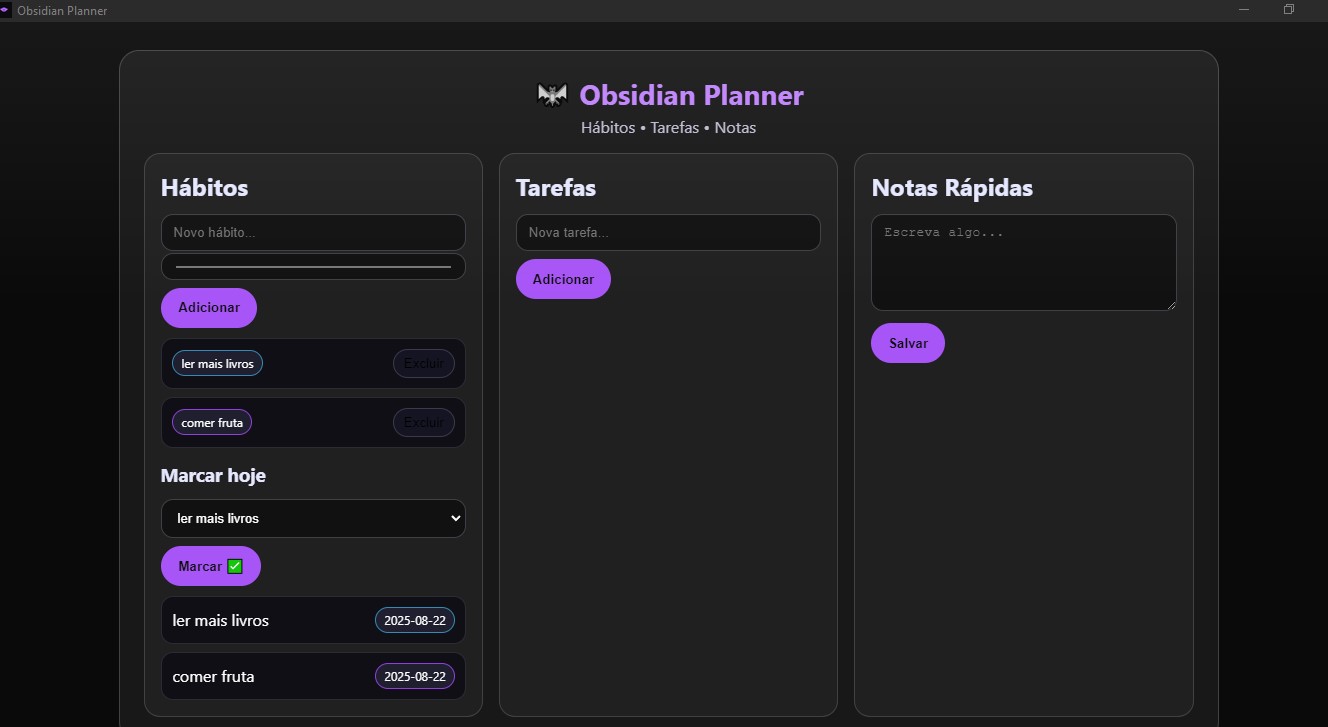 Obsidian Planner
Obsidian Planner
Hábitos • Tarefas • Notas
Hábitos
Novo hábito...
Adicionar
ler mais livros
Excluir
comer fruta
Excluir
Marcar hoje
ler mais livros
Marcar ✅
ler mais livros
2025-08-22
comer fruta
2025-08-22
Tarefas
Nova tarefa...
Adicionar
Notas Rápidas
Escreva algo...
Salvar